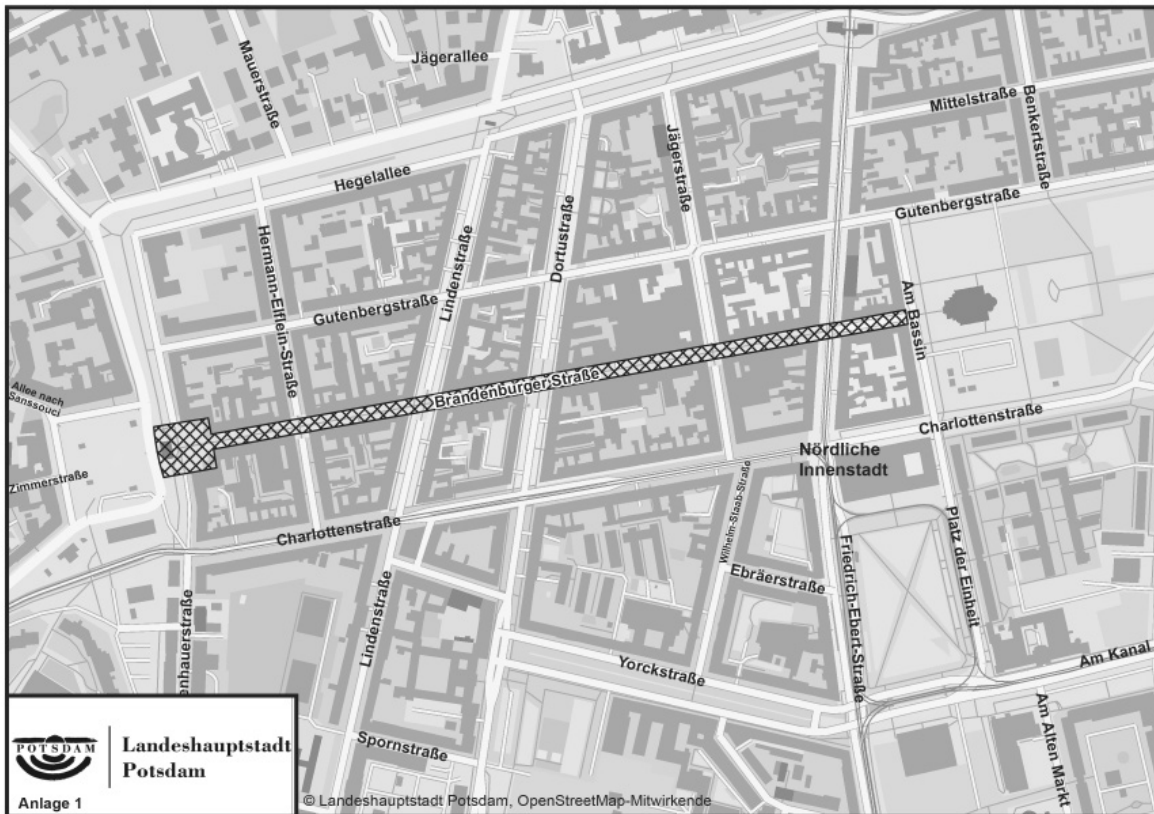 Jägerallee
Mauerstraße
Mittelstraße
Benkertstraße
Jägerstraße
Hegelallee
Gutenbergstraße
Hermann-Elflein-Straße
Lindenstraße
Dortustraße
Gutenbergstraße
Am Bassin
Brandenburger Straße
Allee nach
Sanssouci
Charlottenstraße
Nördliche
Innenstadt
Zimmerstraße
Wilhelm-Staab-Straße
Charlottenstraße
Platz der Einheit
Friedrich-Ebert-Straße
Ebräerstraße
Lindenstraße
enhauerstraße
Yorckstraße
Am Kanal
Am Alten Markt
Spornstraße
POTSDAM
Landeshauptstadt
Potsdam
Anlage 1
© Landeshauptstadt Potsdam, OpenStreetMap-Mitwirkende